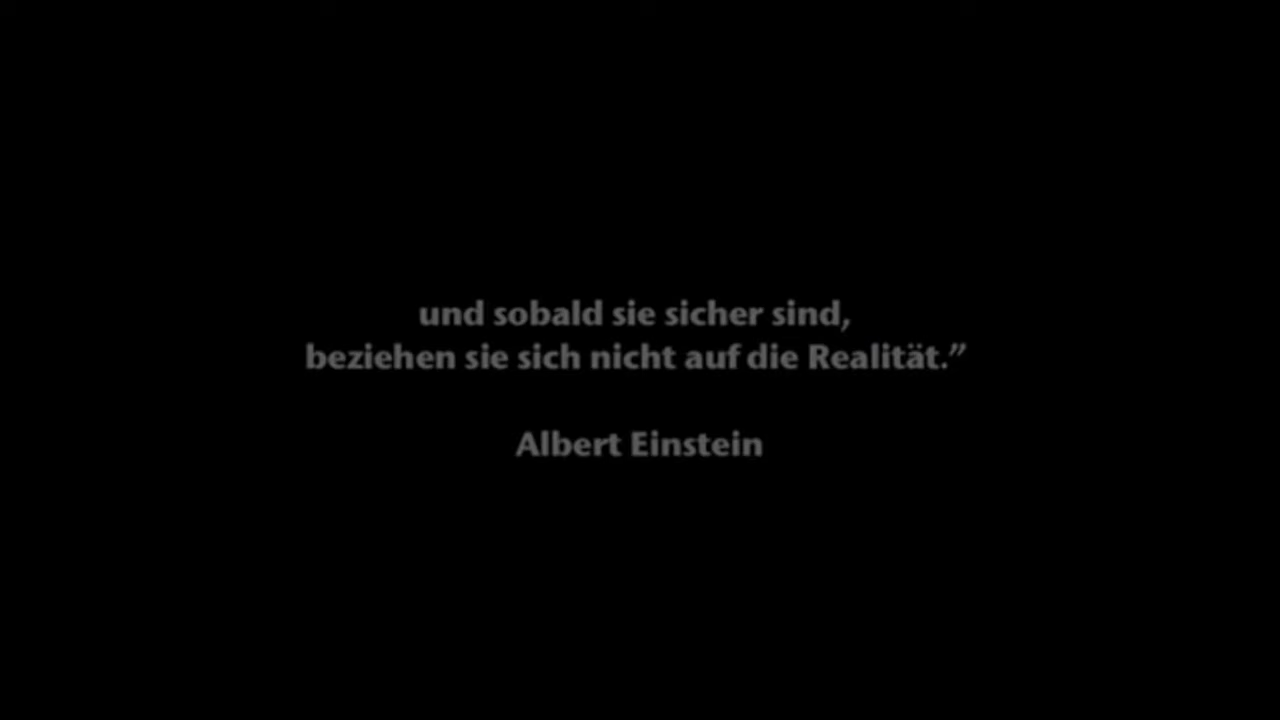 und sobald sie sicher sind,
beziehen sie sich nicht auf die Realität.”
Albert Einstein